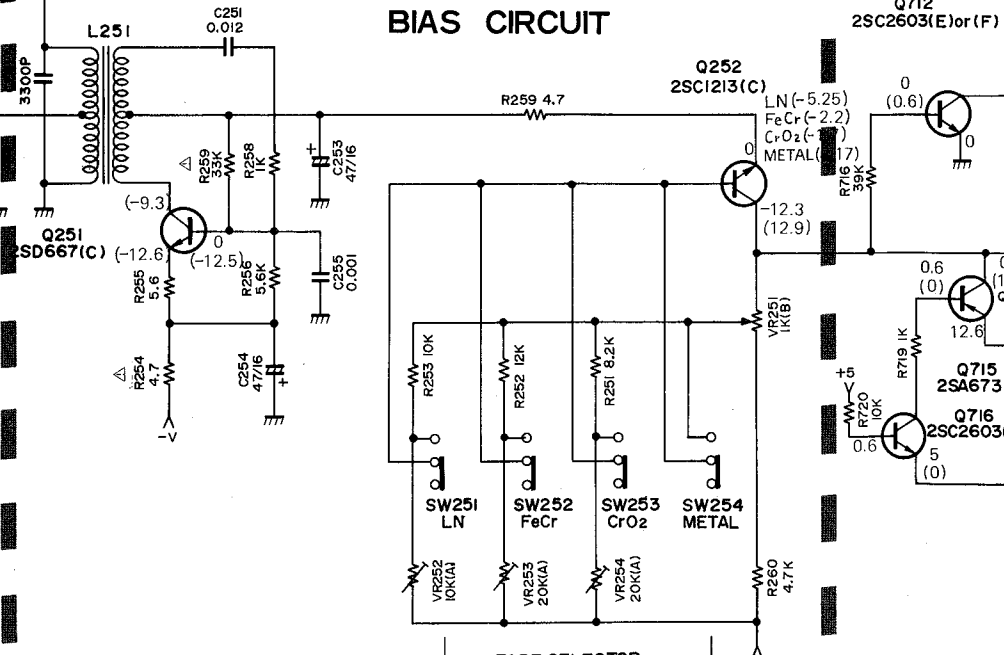 BIAS CIRCUIT
Q712
2SC2603(E)or(F)
C251
0.012
L251
3300P
Q252
2SC1213(C)
LN(-5.25)
FeCr(-2.2)
CrO2
METAL
0
R259 4.7
0
(0.6)
0
R259
33K
R258
1K
C253
47/16
+
R716
39K
(-9.3)
Q251
2SD667(C)
(-12.6)
0
(-12.5)
-12.3
(12.9)
R255
5.6
R256
5.6K
C255
0.001
0.6
(0)
12.6
VR251
1K(B)
R254
4.7
C254
47/16
+
-V
R253 10K
R252 12K
R251 8.2K
R719 1K
Q715
2SA673
+5
V
R720
10K
Q716
2SC2603
0.6
5
(0)
SW251
LN
SW252
FeCr
SW253
CrO2
SW254
METAL
VR252
10K(A)
VR253
20K(A)
VR254
20K(A)
R260
4.7K